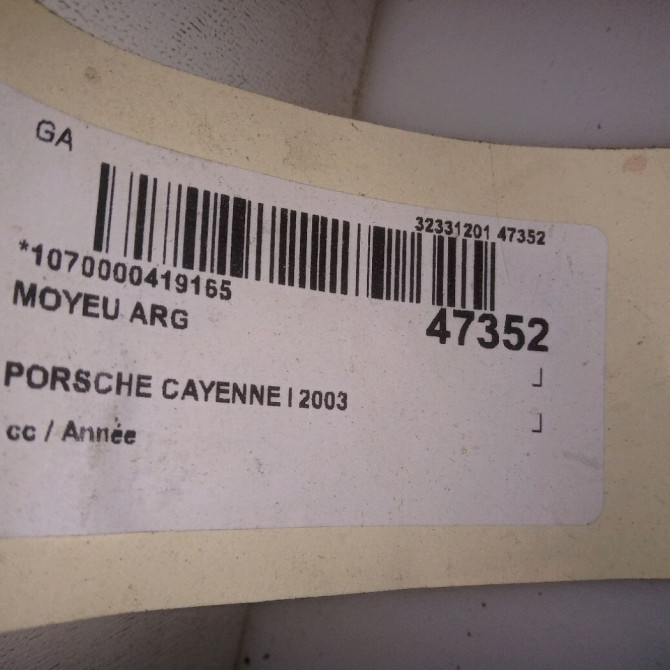 GA
32331201 47352
*1070000419165
47352
MOYEU ARG
PORSCHE CAYENNE I 2003
cc / Année